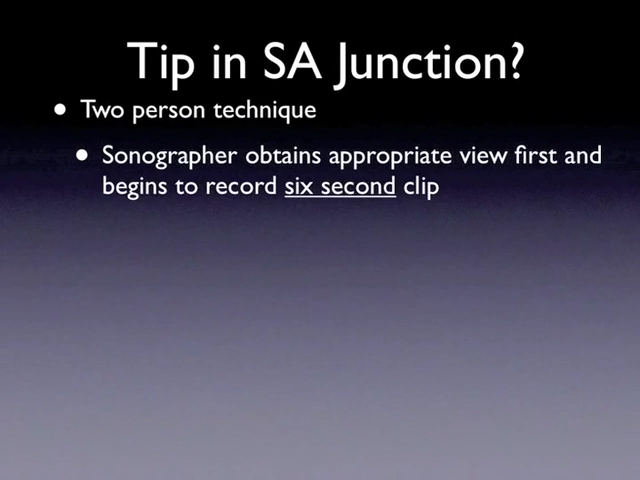 Tip in SA Junction?
• Two person technique
• Sonographer obtains appropriate view first and
begins to record six second clip